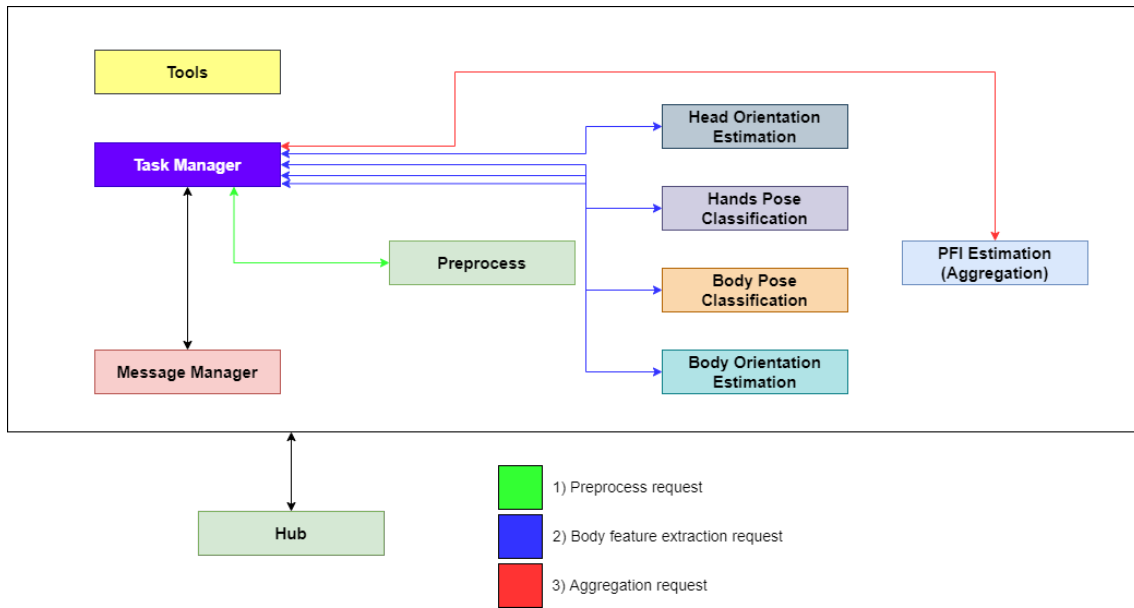 Tools
Task Manager
Head Orientation
Estimation
Hands Pose
Classification
Preprocess
PFI Estimation
(Aggregation)
Body Pose
Classification
Message Manager
Body Orientation
Estimation
Hub
1) Preprocess request
2) Body feature extraction request
3) Aggregation request